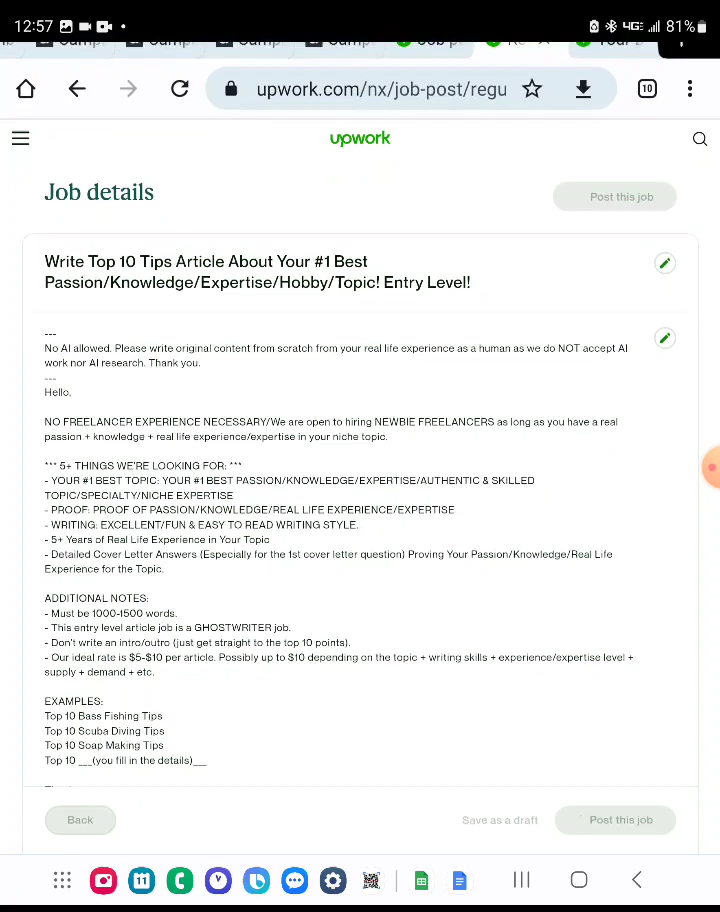 12:57
4GE 81%
upwork.com/nx/job-post/regu
10
upwork
Job details
Post this job
Write Top 10 Tips Article About Your #1 Best
Passion/Knowledge/Expertise/Hobby/Topic! Entry Level!
---
No AI allowed. Please write original content from scratch from your real life experience as a human as we do NOT accept AI
work nor AI research. Thank you.
---
Hello,
NO FREELANCER EXPERIENCE NECESSARY/We are open to hiring NEWBIE FREELANCERS as long as you have a real
passion + knowledge + real life experience/expertise in your niche topic.
*** 5+ THINGS WE'RE LOOKING FOR: ***
- YOUR #1 BEST TOPIC: YOUR #1 BEST PASSION/KNOWLEDGE/EXPERTISE/AUTHENTIC & SKILLED
TOPIC/SPECIALTY/NICHE EXPERTISE
- PROOF: PROOF OF PASSION/KNOWLEDGE/REAL LIFE EXPERIENCE/EXPERTISE
- WRITING: EXCELLENT/FUN & EASY TO READ WRITING STYLE.
- 5+ Years of Real Life Experience in Your Topic
- Detailed Cover Letter Answers (Especially for the 1st cover letter question) Proving Your Passion/Knowledge/Real Life
Experience for the Topic.
ADDITIONAL NOTES:
- Must be 1000-1500 words.
- This entry level article job is a GHOSTWRITER job.
- Don't write an intro/outro (just get straight to the top 10 points).
- Our ideal rate is $5-$10 per article. Possibly up to $10 depending on the topic + writing skills + experience/expertise level +
supply + demand + etc.
EXAMPLES:
Top 10 Bass Fishing Tips
Top 10 Scuba Diving Tips
Top 10 Soap Making Tips
Top 10 ___(you fill in the details)___
Back
Save as a draft
Post this job
11